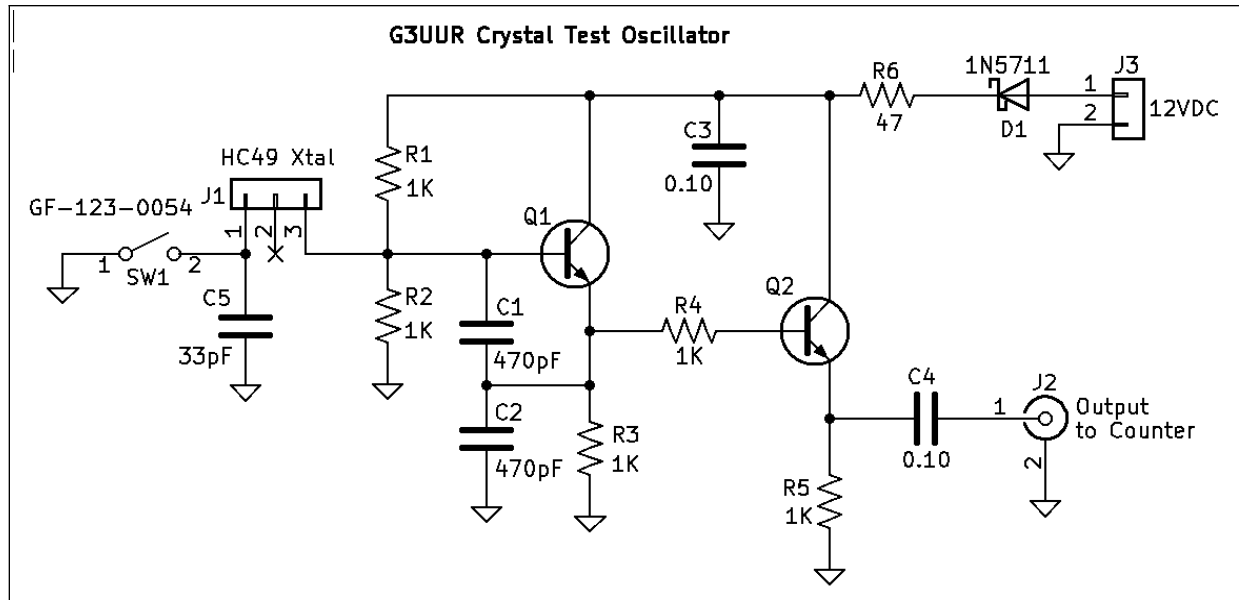 G3UUR Crystal Test Oscillator
R6
47
1N5711
D1
J3
1
2
12VDC
C3
0.10
HC49 Xtal
J1
1
2
3
R1
1K
GF-123-0054
1
2
SW1
Q1
C5
33pF
R2
1K
C1
470pF
R4
1K
Q2
C2
470pF
R3
1K
C4
0.10
1
J2
2
Output
to Counter
R5
1K